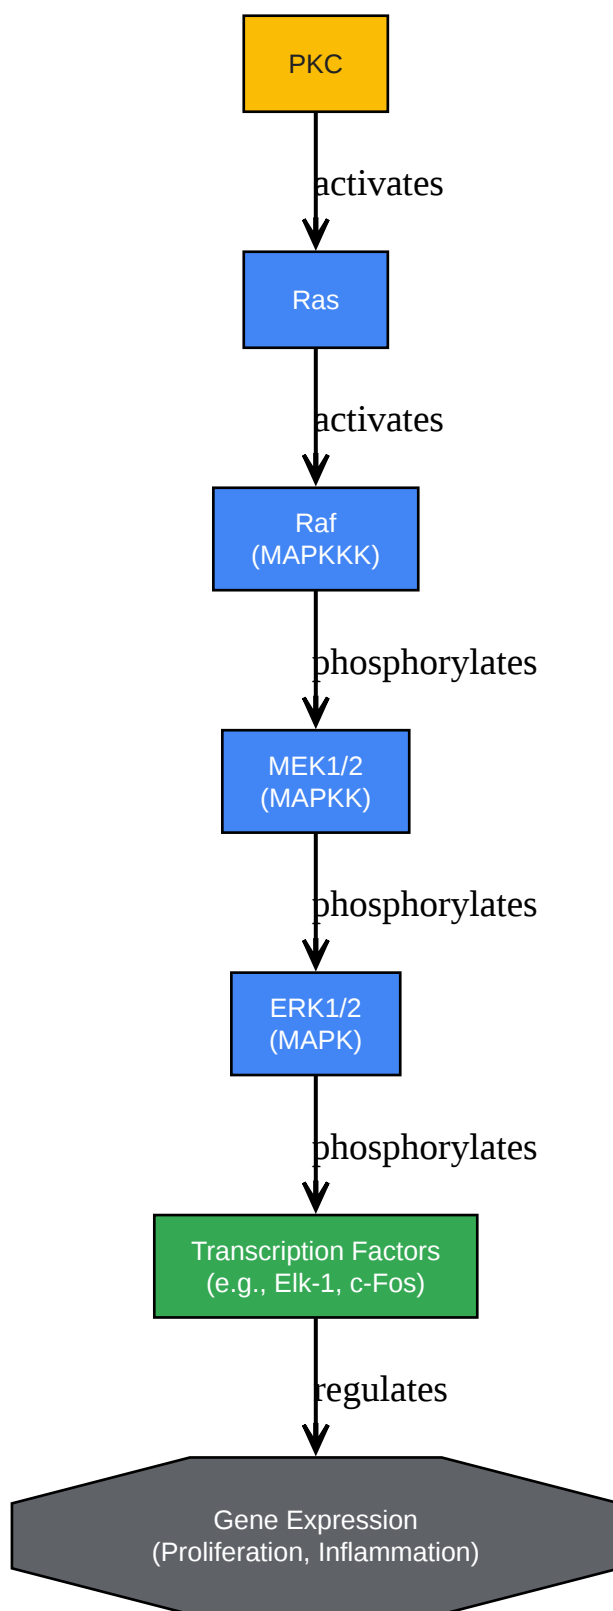 PKC
activates
Ras
activates
Raf
(MAPKKK)
phosphorylates
MEK1/2
(MAPKK)
phosphorylates
ERK1/2
(MAPK)
phosphorylates
Transcription Factors
(e.g., Elk-1, c-Fos)
regulates
Gene Expression
(Proliferation, Inflammation)